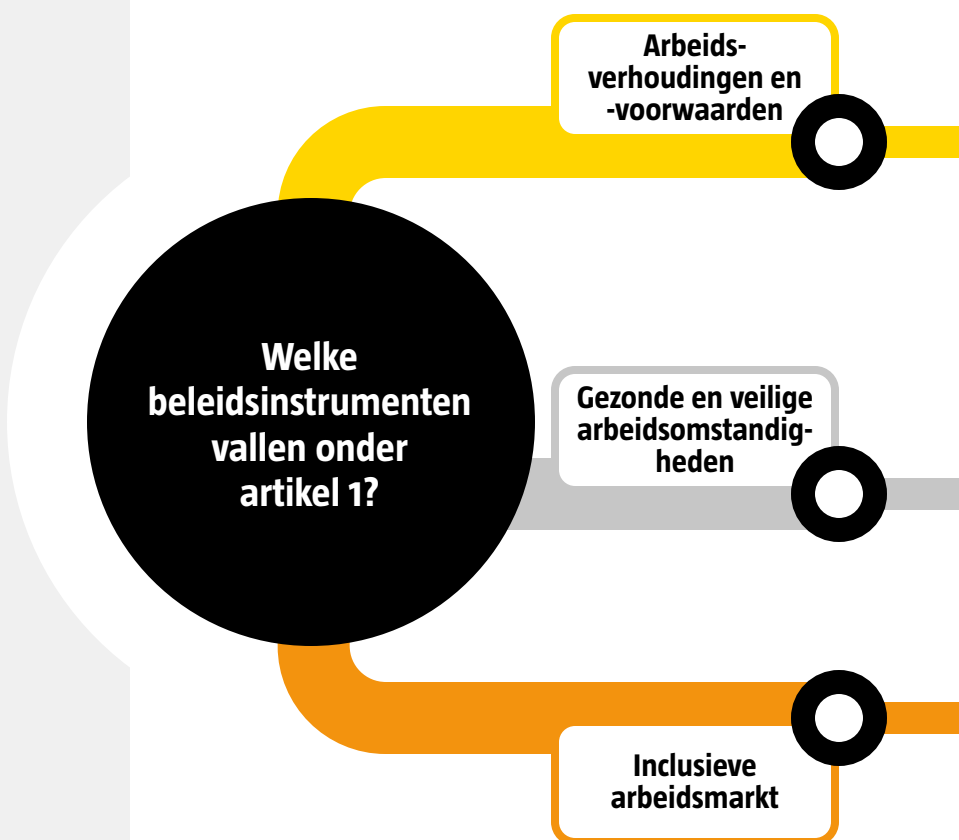 Arbeids-
verhoudingen en
-voorwaarden
Welke
beleidsinstrumenten
vallen onder
artikel 1?
Gezonde en veilige
arbeidsomstandig-
heden
Inclusieve
arbeidsmarkt